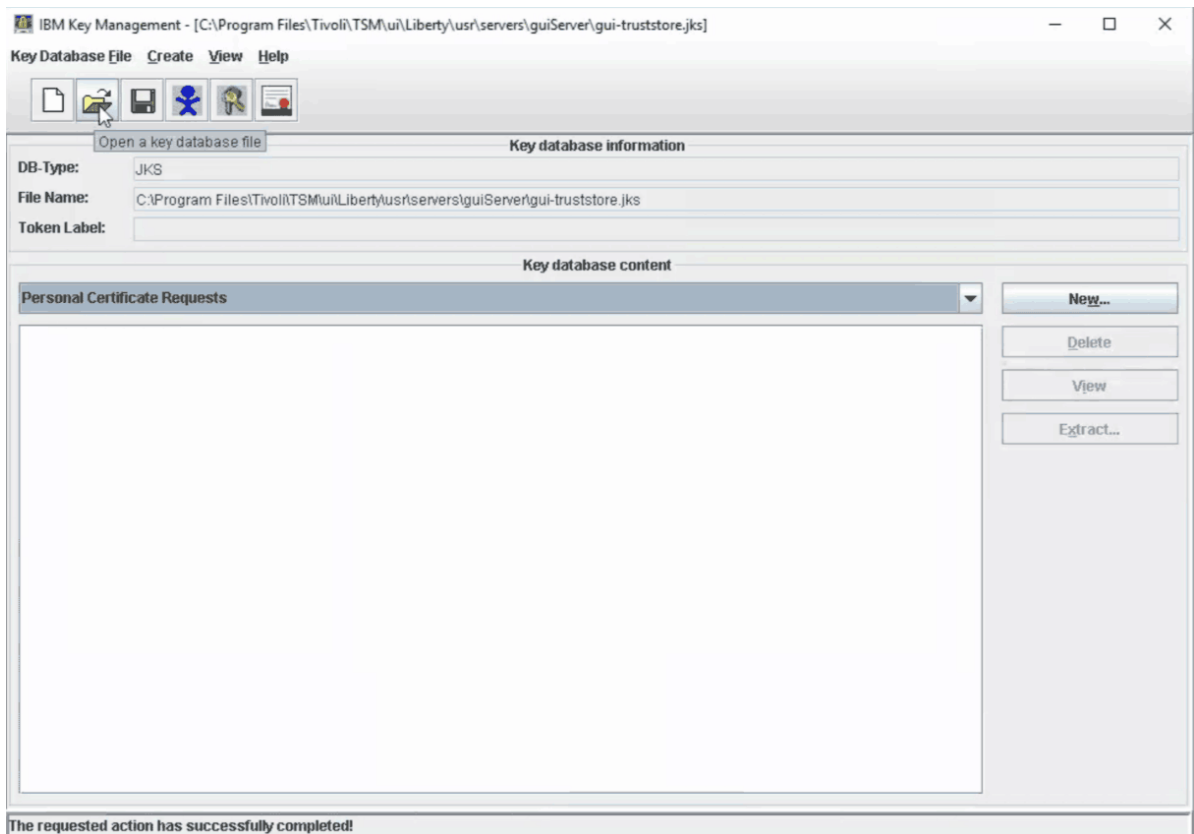 IBM Key Management - [C:\Program Files\Tivoli\TSM\ui\Liberty\usr\servers\guiServer\gui-truststore.jks]
Key Database File Create View Help
Open a key database file
Key database information
DB-Type: JKS
File Name: C:\Program Files\Tivoli\TSM\ui\Liberty\usr\servers\guiServer\gui-truststore.jks
Token Label:
Key database content
Personal Certificate Requests
New...
Delete
View
Extract...
The requested action has successfully completed!